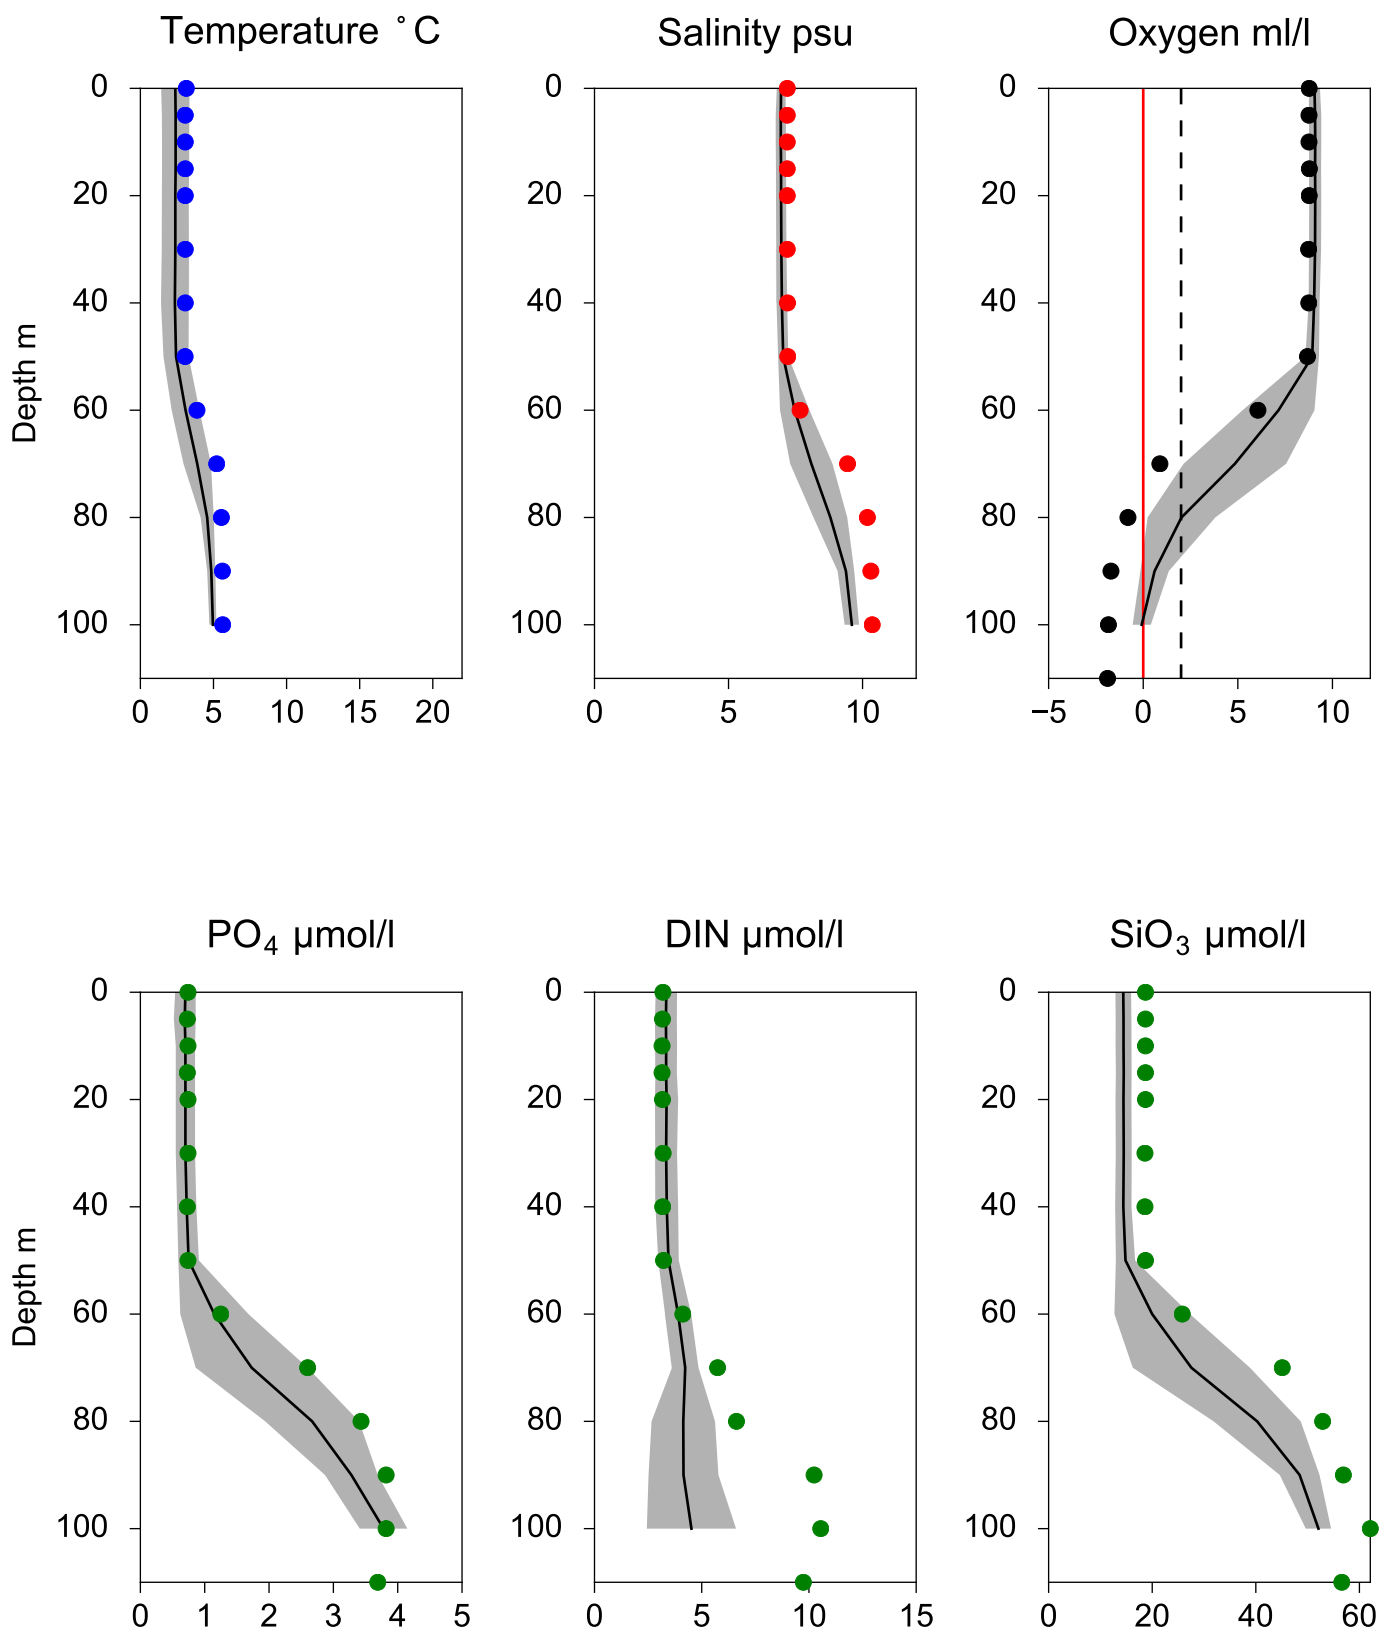 Temperature °C
Salinity psu
Oxygen ml/l
Depth m
0
20
40
60
80
100
0 5 10 15 20
0
20
40
60
80
100
0 5 10
0
20
40
60
80
100
−5 0 5 10
PO4 µmol/l
DIN µmol/l
SiO3 µmol/l
Depth m
0
20
40
60
80
100
0 1 2 3 4 5
0
20
40
60
80
100
0 5 10 15
0
20
40
60
80
100
0 20 40 60